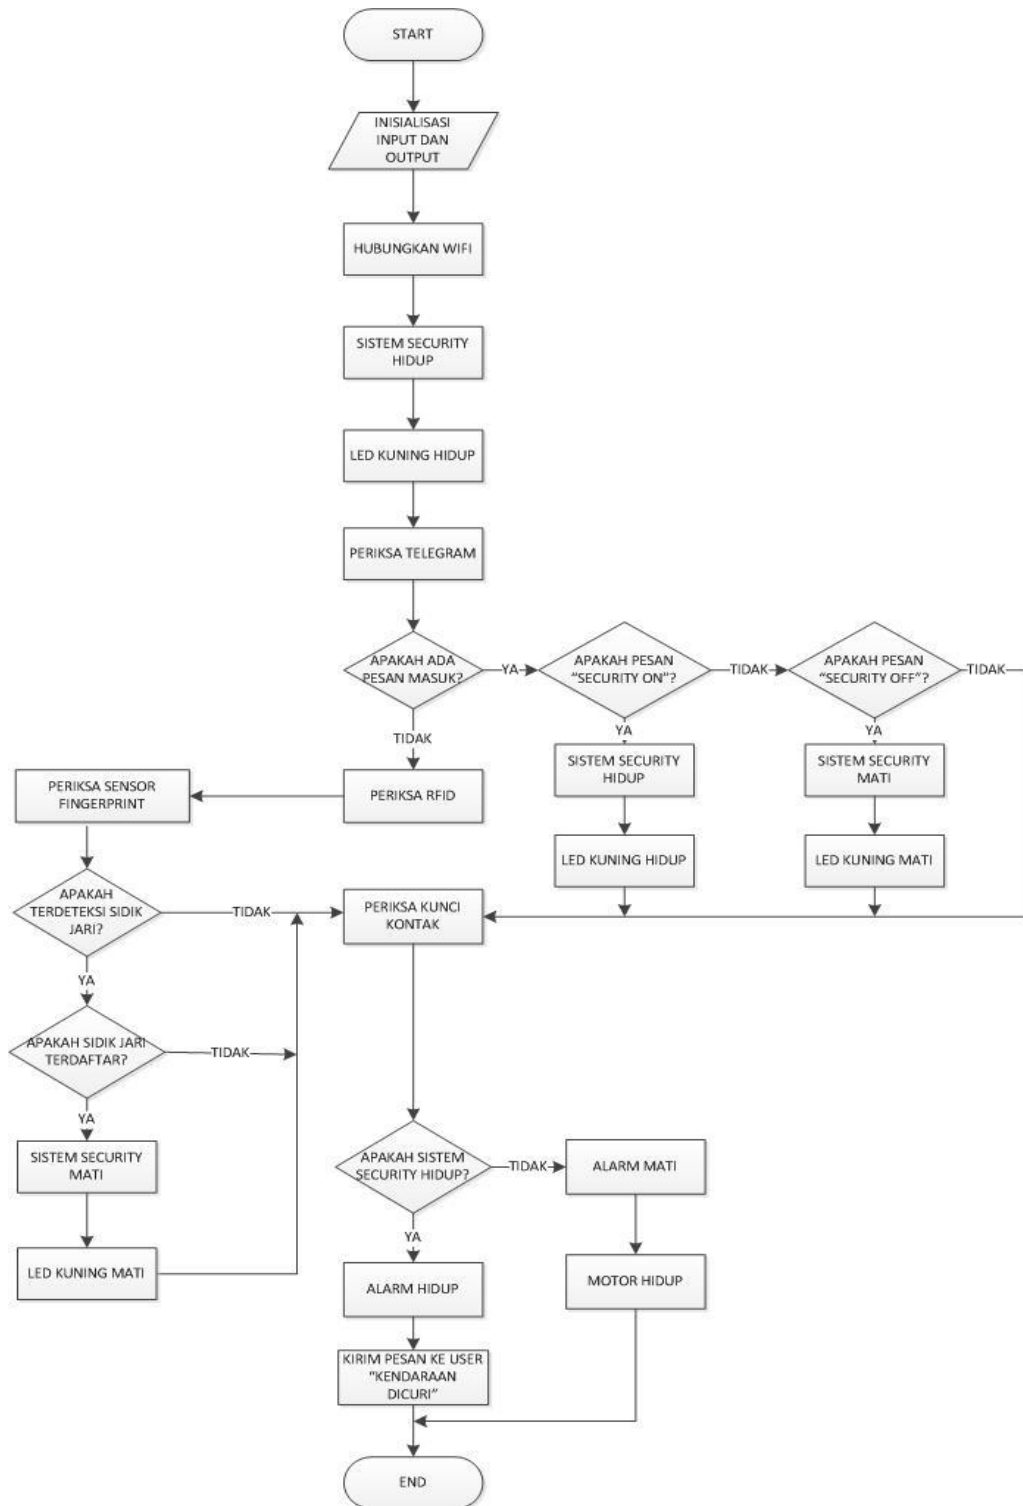 START
INISIALISASI
INPUT DAN
OUTPUT
HUBUNGKAN WIFI
SISTEM SECURITY
HIDUP
LED KUNING HIDUP
PERIKSA TELEGRAM
APAKAH ADA
PESAN MASUK?
YA
APAKAH PESAN
“SECURITY ON”?
TIDAK
APAKAH PESAN
“SECURITY OFF”?
TIDAK
TIDAK
YA
YA
SISTEM SECURITY
HIDUP
SISTEM SECURITY
MATI
PERIKSA SENSOR
FINGERPRINT
PERIKSA RFID
LED KUNING HIDUP
LED KUNING MATI
APAKAH
TERDETEKSI SIDIK
JARI?
TIDAK
PERIKSA KUNCI
KONTAK
YA
APAKAH SIDIK JARI
TERDAFTAR?
TIDAK
YA
SISTEM SECURITY
MATI
APAKAH SISTEM
SECURITY HIDUP?
TIDAK
ALARM MATI
YA
LED KUNING MATI
ALARM HIDUP
MOTOR HIDUP
KIRIM PESAN KE USER
“KENDARAAN
DICURI”
END